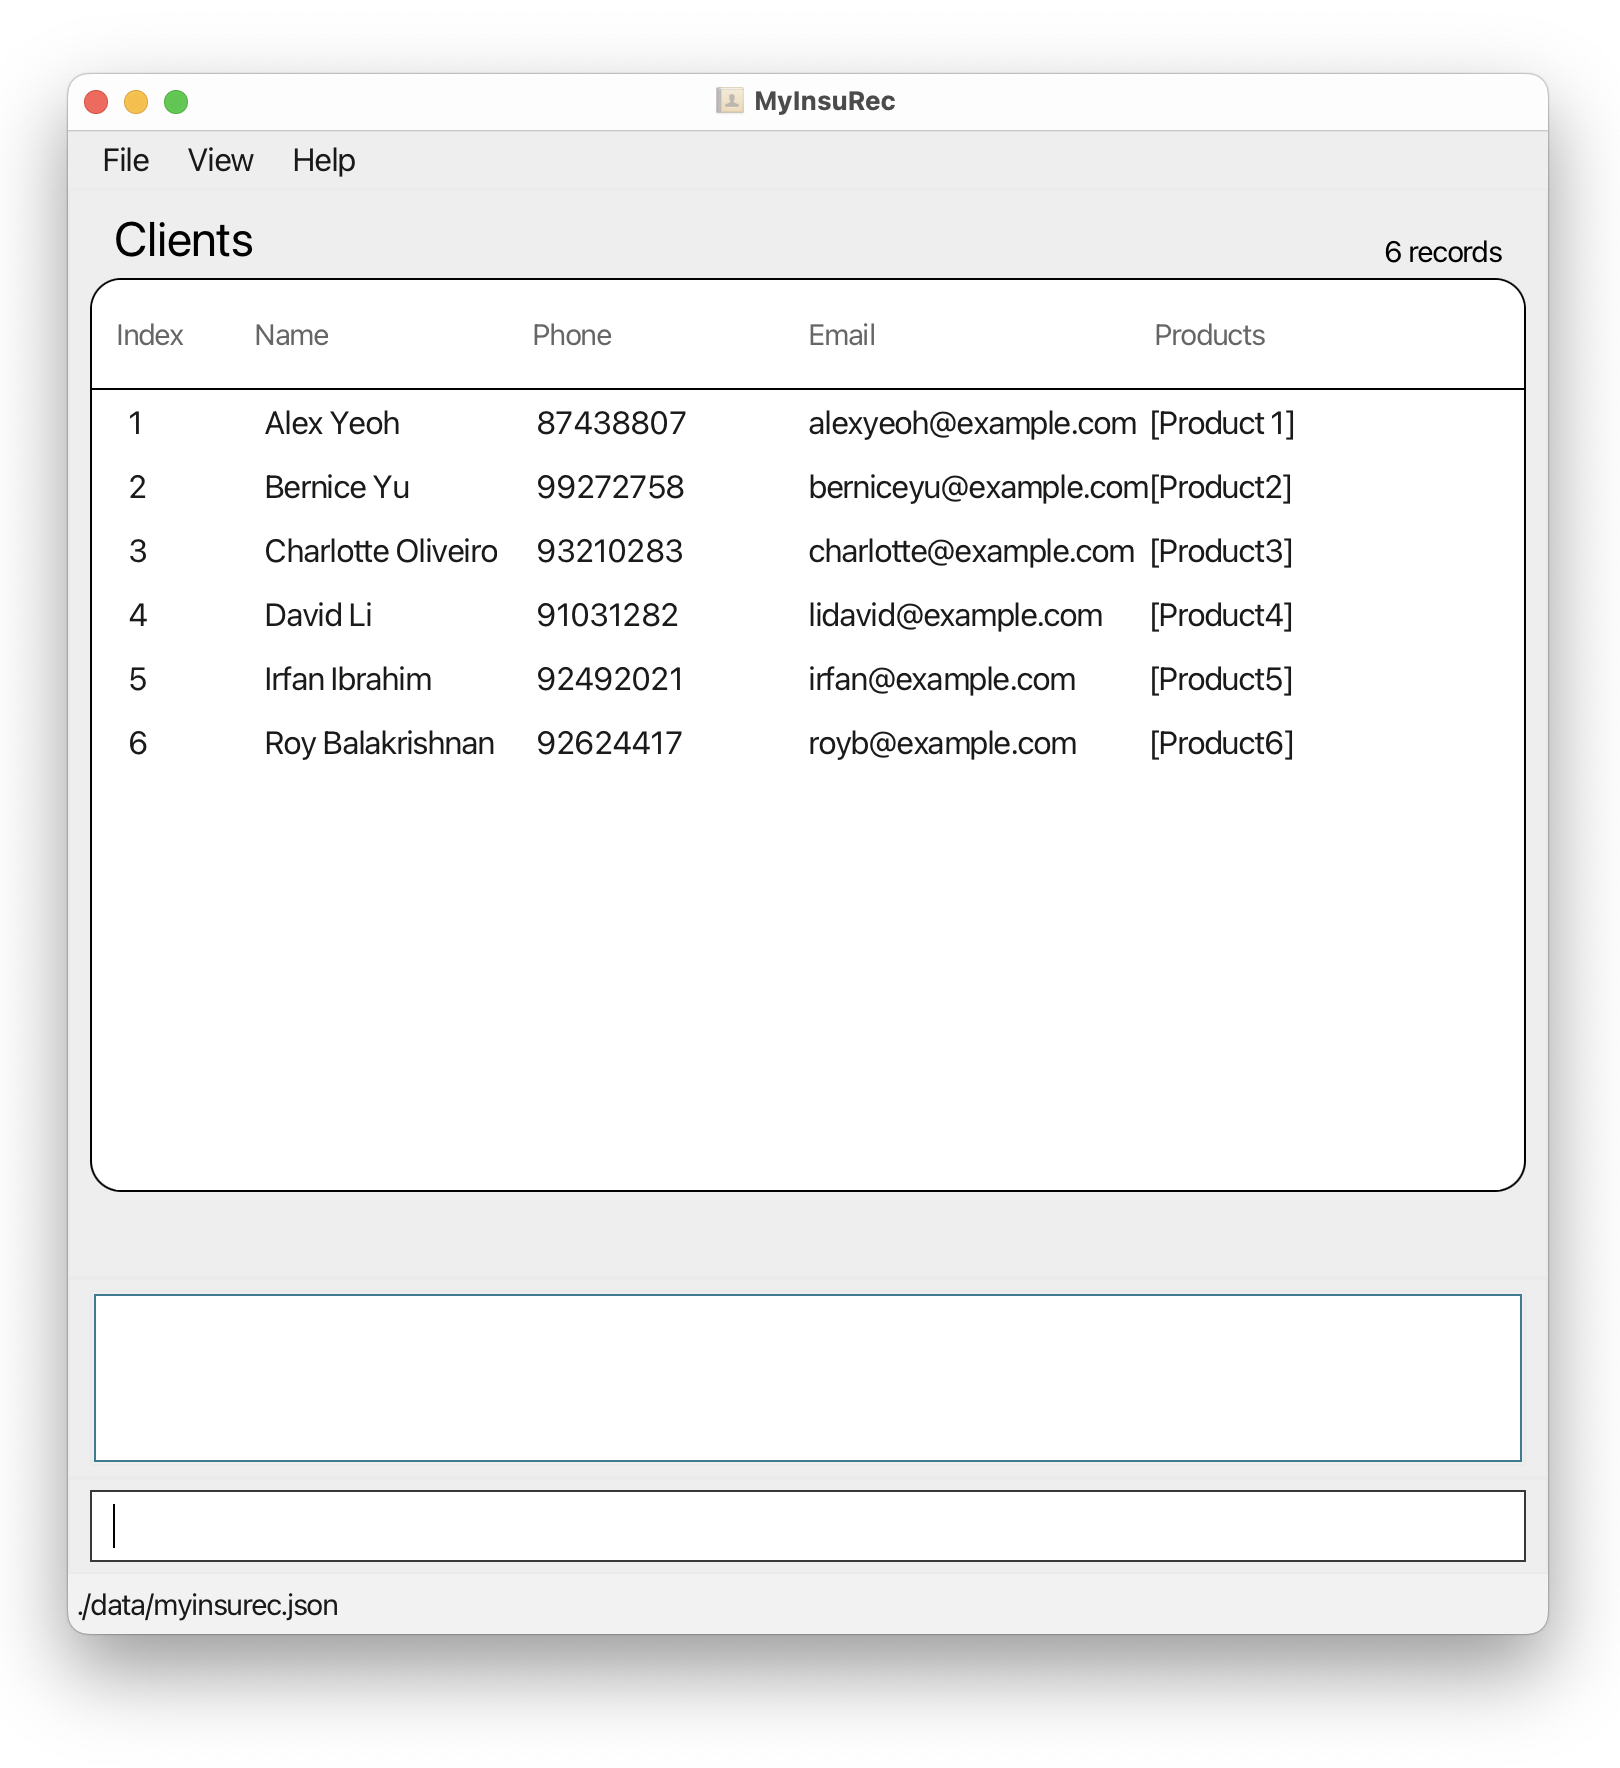 MyInsuRec
File View Help
Clients
6 records
Index Name Phone Email Products
1 Alex Yeoh 87438807 alexyeoh@example.com [Product 1]
2 Bernice Yu 99272758 berniceyu@example.com [Product2]
3 Charlotte Oliveiro 93210283 charlotte@example.com [Product3]
4 David Li 91031282 lidavid@example.com [Product4]
5 Irfan Ibrahim 92492021 irfan@example.com [Product5]
6 Roy Balakrishnan 92624417 royb@example.com [Product6]
./data/myinsurec.json